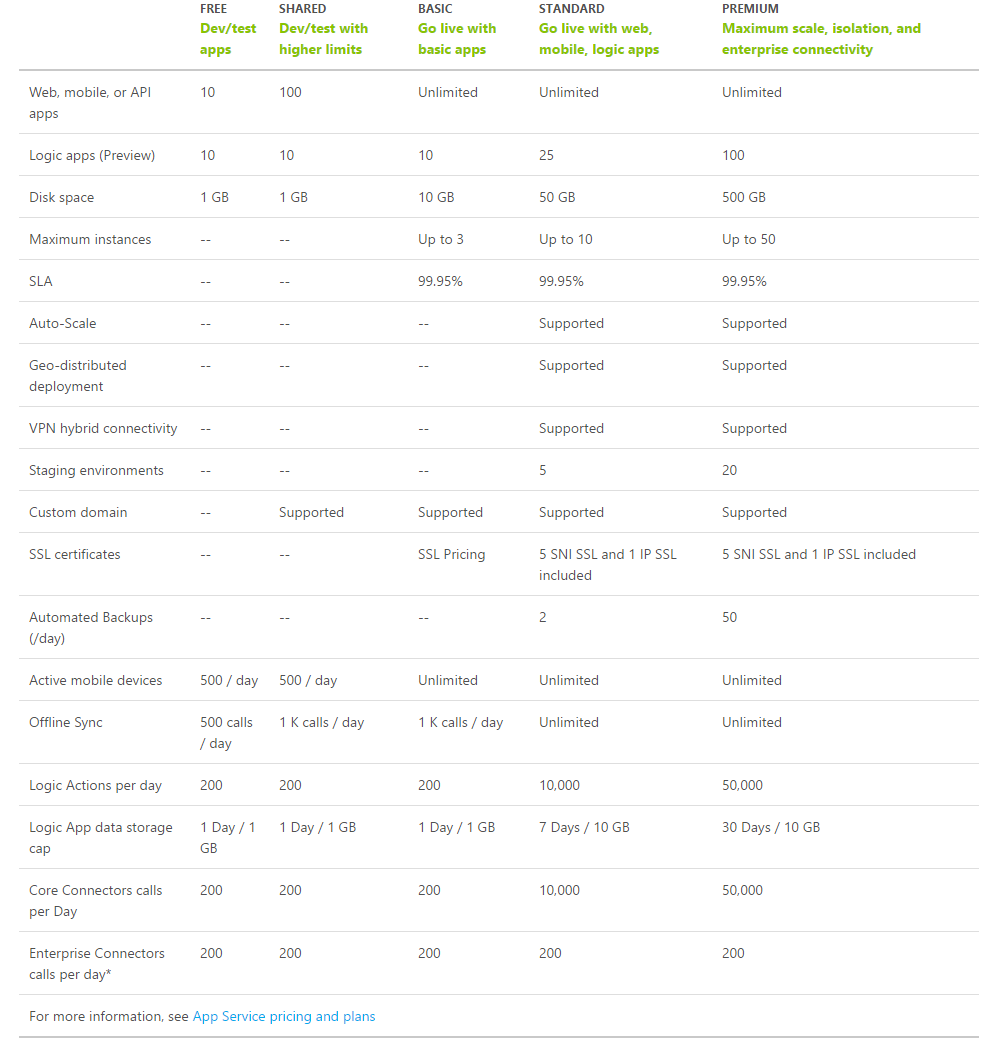 FREE SHARED BASIC STANDARD PREMIUM
Dev/test Dev/test with Go live with Go live with web, Maximum scale, isolation, and
apps higher limits basic apps mobile, logic apps enterprise connectivity
Web, mobile, or API 10 100 Unlimited Unlimited Unlimited
apps
Logic apps (Preview) 10 10 10 25 100
Disk space 1 GB 1 GB 10 GB 50 GB 500 GB
Maximum instances -- -- Up to 3 Up to 10 Up to 50
SLA -- -- 99.95% 99.95% 99.95%
Auto-Scale -- -- -- Supported Supported
Geo-distributed -- -- -- Supported Supported
deployment
VPN hybrid connectivity -- -- -- Supported Supported
Staging environments -- -- -- 5 20
Custom domain -- Supported Supported Supported Supported
SSL certificates -- -- SSL Pricing 5 SNI SSL and 1 IP SSL 5 SNI SSL and 1 IP SSL included
included
Automated Backups -- -- -- 2 50
(/day)
Active mobile devices 500 / day 500 / day Unlimited Unlimited Unlimited
Offline Sync 500 calls 1 K calls / day 1 K calls / day Unlimited Unlimited
/ day
Logic Actions per day 200 200 200 10,000 50,000
Logic App data storage 1 Day / 1 1 Day / 1 GB 1 Day / 1 GB 7 Days / 10 GB 30 Days / 10 GB
cap GB
Core Connectors calls 200 200 200 10,000 50,000
per Day
Enterprise Connectors 200 200 200 200 200
calls per day*
For more information, see App Service pricing and plans